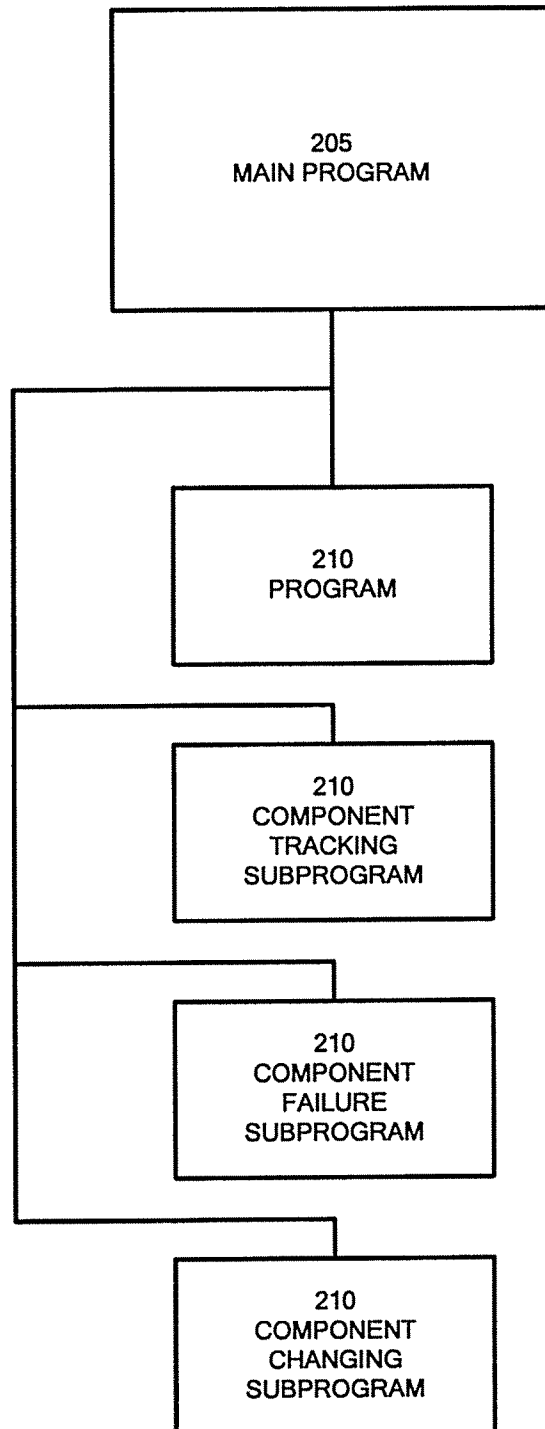 205
MAIN PROGRAM
210
PROGRAM
210
COMPONENT
TRACKING
SUBPROGRAM
210
COMPONENT
FAILURE
SUBPROGRAM
210
COMPONENT
CHANGING
SUBPROGRAM